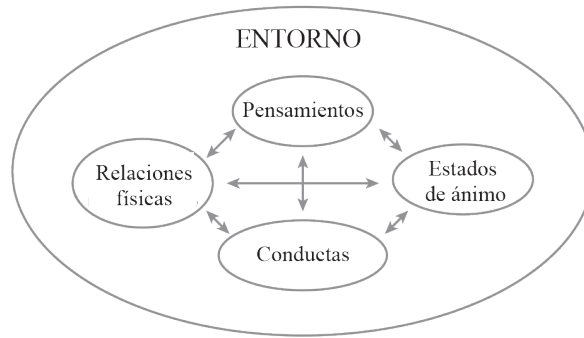 ENTORNO
Pensamientos
Relaciones
físicas
Estados
de ánimo
Conductas